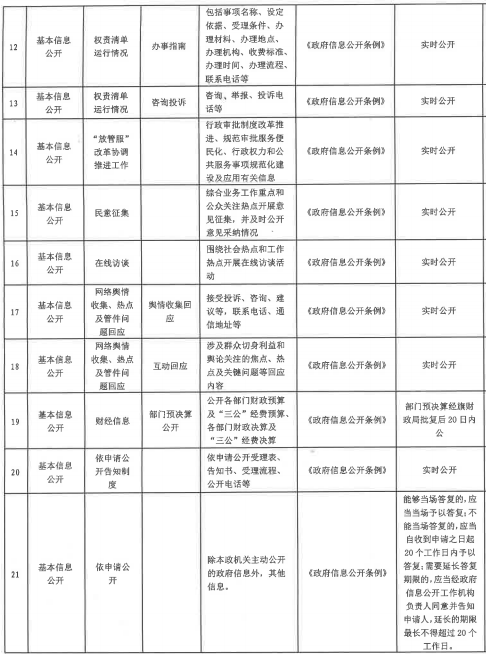 12
基本信息
公开
权责清单
运行情况
办事指南
包括事项名称、设定
依据、受理条件、办
理材料、办理地点、
办理机构、收费标准、
办理时间、办理流程、
联系电话等
《政府信息公开条例》
实时公开
13
基本信息
公开
权责清单
运行情况
咨询投诉
咨询、举报、投诉电
话等
《政府信息公开条例》
实时公开
14
基本信息
公开
“放管服”
改革协调
推进工作
行政审批制度改革推
进、规范审批服务便
民化、行政权力和公
共服务事项规范化建
设及应用有关信息
《政府信息公开条例》
实时公开
15
基本信息
公开
民意征集
综合业务工作重点和
公众关注热点开展意
见征集，并及时公开
意见采纳情况
《政府信息公开条例》
实时公开
16
基本信息
公开
在线访谈
围绕社会热点和工作
热点开展在线访谈活
动
《政府信息公开条例》
实时公开
17
基本信息
公开
网络舆情
收集、热点
及管件问
题回应
舆情收集回
应
接受投诉、咨询、建
议等，联系电话、通
信地址等
《政府信息公开条例》
实时公开
18
基本信息
公开
网络舆情
收集、热点
及管件问
题回应
互动回应
涉及群众切身利益和
舆论关注的焦点、热
点及关键问题等回应
内容
《政府信息公开条例》
实时公开
19
基本信息
公开
财经信息
部门预决算
公开
公开各部门财政预算
及“三公”经费预算、
各部门财政决算及
“三公”经费决算
《政府信息公开条例》
部门预决算经旗财
政局批复后20日内
公
20
基本信息
公开
依申请公
开告知制
度
依申请公开受理表、
告知书、受理流程、
公开电话等
《政府信息公开条例》
实时公开
21
基本信息
公开
依申请公
开
除本政机关主动公开
的政府信息外，其他
信息。
《政府信息公开条例》
能够当场答复的，应
当当场予以答复；不
能当场答复的，应当
自收到申请之日起
20个工作日内予以
答复；需要延长答复
期限的，应当经政府
信息公开工作机构
负责人同意并告知
申请人，延长的期限
最长不得超过20个
工作日。